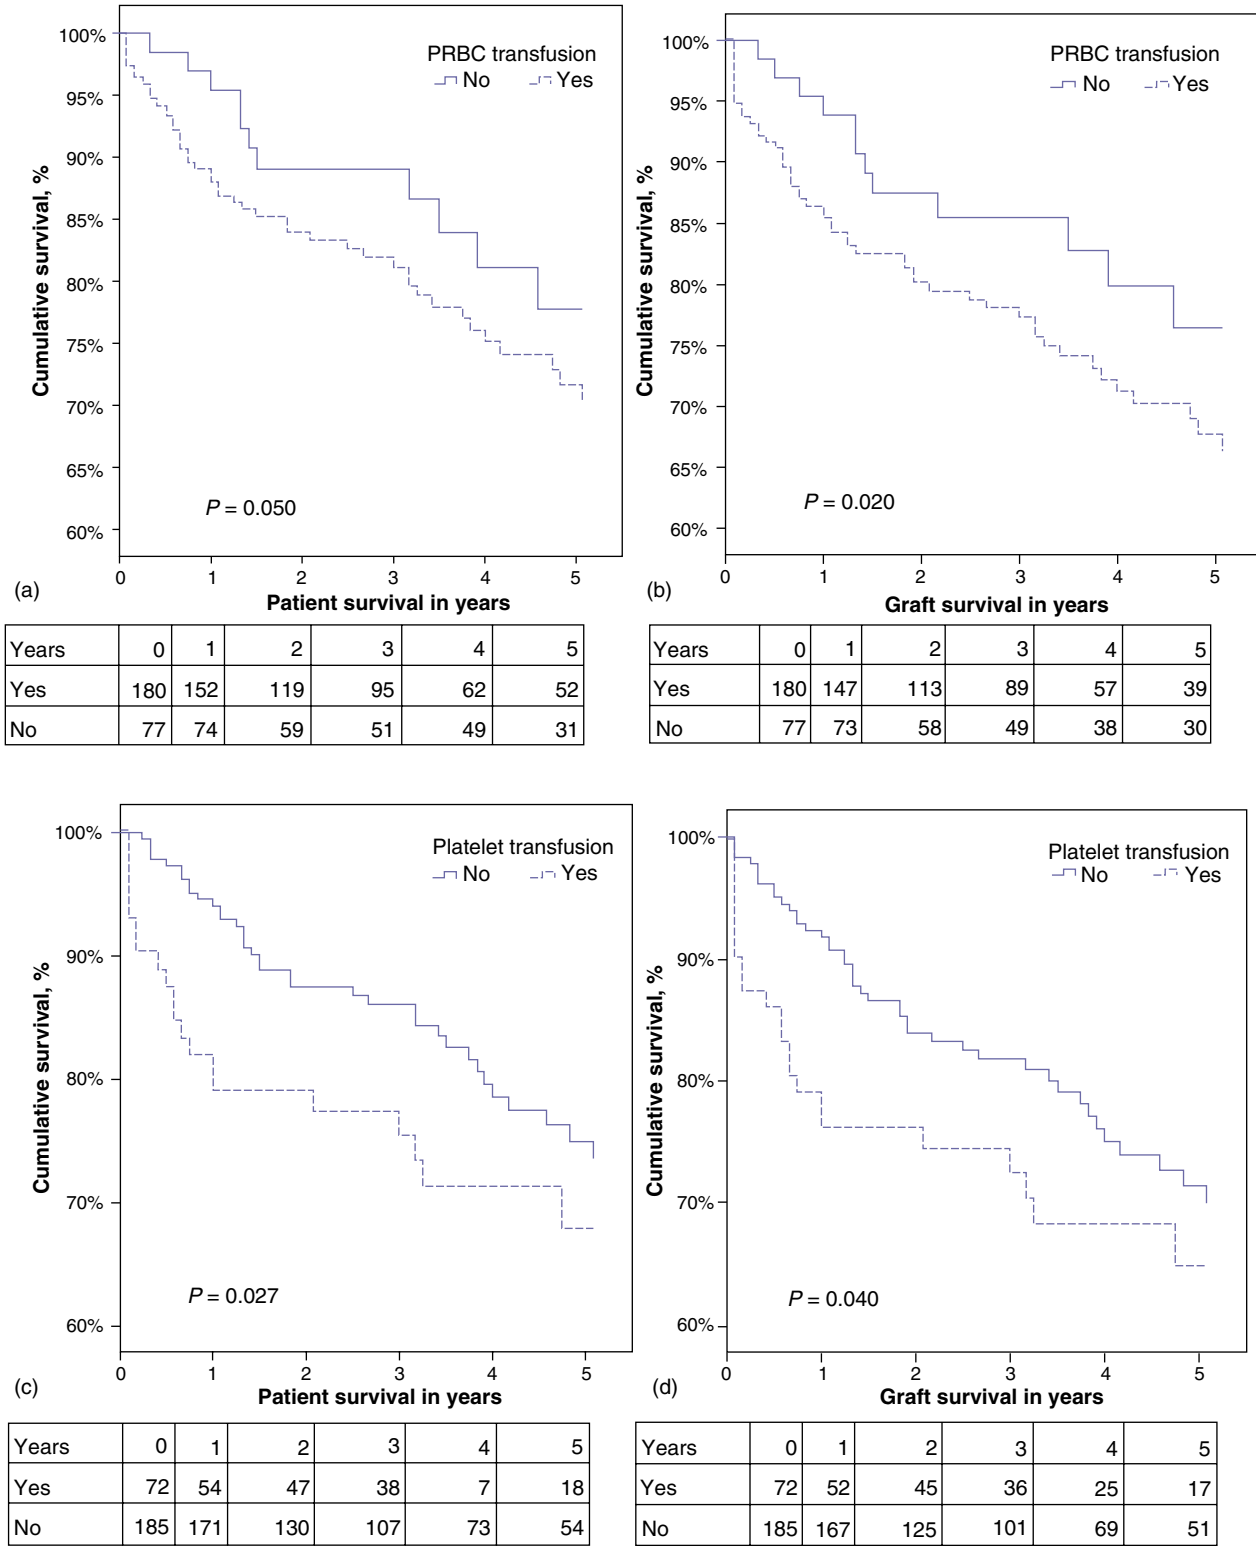 PRBC transfusion
No Yes
100%
95%
90%
85%
80%
75%
70%
65%
60%
Cumulative survival, %
P = 0.050
0 1 2 3 4 5
(a)
Patient survival in years
Years 0 1 2 3 4 5
Yes 180 152 119 95 62 52
No 77 74 59 51 49 31
PRBC transfusion
No Yes
100%
95%
90%
85%
80%
75%
70%
65%
60%
Cumulative survival, %
P = 0.020
0 1 2 3 4 5
(b)
Graft survival in years
Years 0 1 2 3 4 5
Yes 180 147 113 89 57 39
No 77 73 58 49 38 30
Platelet transfusion
No Yes
100%
90%
80%
70%
60%
Cumulative survival, %
P = 0.027
0 1 2 3 4 5
(c)
Patient survival in years
Years 0 1 2 3 4 5
Yes 72 54 47 38 7 18
No 185 171 130 107 73 54
Platelet transfusion
No Yes
100%
90%
80%
70%
60%
Cumulative survival, %
P = 0.040
0 1 2 3 4 5
(d)
Graft survival in years
Years 0 1 2 3 4 5
Yes 72 52 45 36 25 17
No 185 167 125 101 69 51